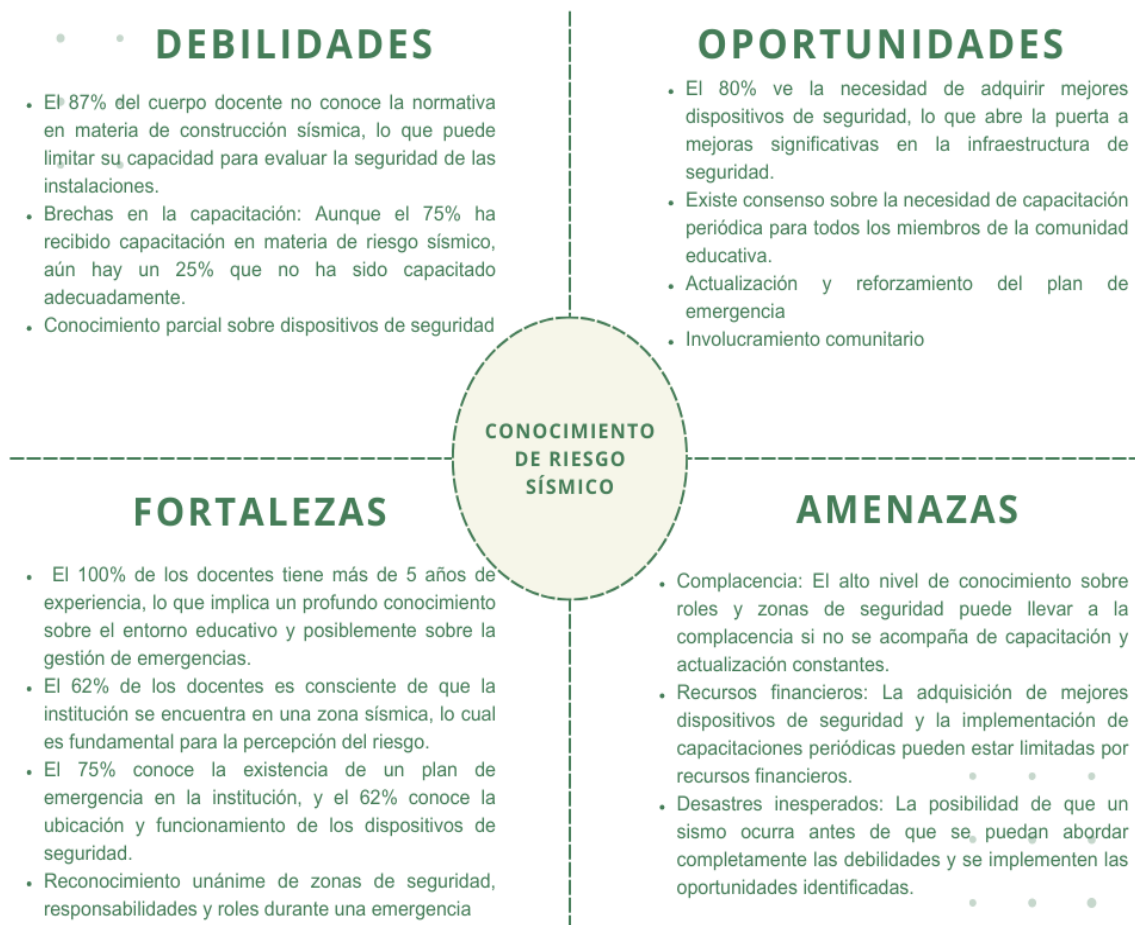 DEBILIDADES
• El 87% del cuerpo docente no conoce la normativa
en materia de construcción sísmica, lo que puede
limitar su capacidad para evaluar la seguridad de las
instalaciones.
• Brechas en la capacitación: Aunque el 75% ha
recibido capacitación en materia de riesgo sísmico,
aún hay un 25% que no ha sido capacitado
adecuadamente.
• Conocimiento parcial sobre dispositivos de seguridad
OPORTUNIDADES
• El 80% ve la necesidad de adquirir mejores
dispositivos de seguridad, lo que abre la puerta a
mejoras significativas en la infraestructura de
seguridad.
• Existe consenso sobre la necesidad de capacitación
periódica para todos los miembros de la comunidad
educativa.
• Actualización y reforzamiento del plan de
emergencia
• Involucramiento comunitario
CONOCIMIENTO
DE RIESGO
SÍSMICO
FORTALEZAS
• El 100% de los docentes tiene más de 5 años de
experiencia, lo que implica un profundo conocimiento
sobre el entorno educativo y posiblemente sobre la
gestión de emergencias.
• El 62% de los docentes es consciente de que la
institución se encuentra en una zona sísmica, lo cual
es fundamental para la percepción del riesgo.
• El 75% conoce la existencia de un plan de
emergencia en la institución, y el 62% conoce la
ubicación y funcionamiento de los dispositivos de
seguridad.
• Reconocimiento unánime de zonas de seguridad,
responsabilidades y roles durante una emergencia
AMENAZAS
• Complacencia: El alto nivel de conocimiento sobre
roles y zonas de seguridad puede llevar a la
complacencia si no se acompaña de capacitación y
actualización constantes.
• Recursos financieros: La adquisición de mejores
dispositivos de seguridad y la implementación de
capacitaciones periódicas pueden estar limitadas por
recursos financieros.
• Desastres inesperados: La posibilidad de que un
sismo ocurra antes de que se puedan abordar
completamente las debilidades y se implementen las
oportunidades identificadas.